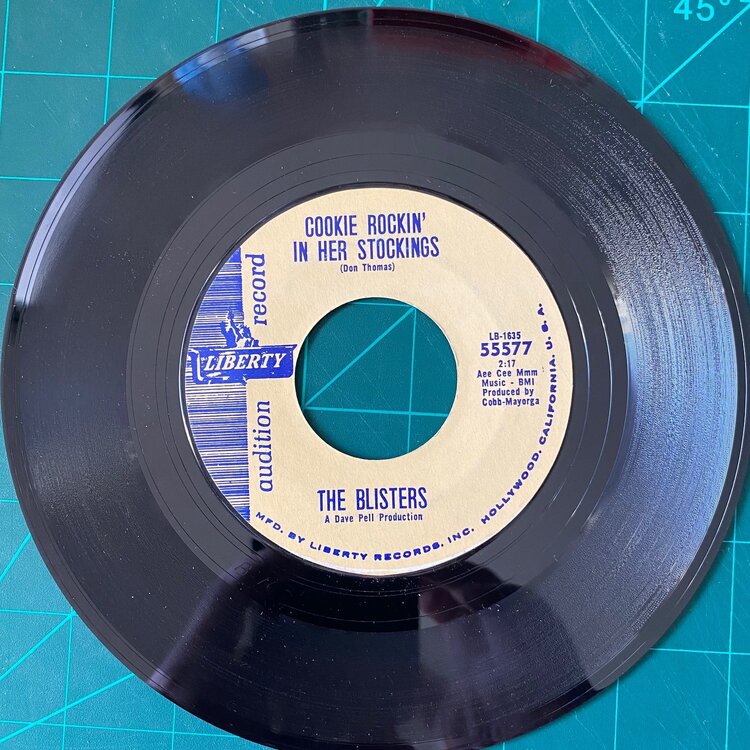 45°
COOKIE ROCKIN'
IN HER STOCKINGS
(Don Thomas)
audition record
LIBERTY
LB-1635
55577
2:17
Aee Cee Mmm
Music - BMI
Produced by
Cobb-Mayorga
THE BLISTERS
A Dave Pell Production
MFD. BY LIBERTY RECORDS, INC. HOLLYWOOD, CALIFORNIA. U. S. A.